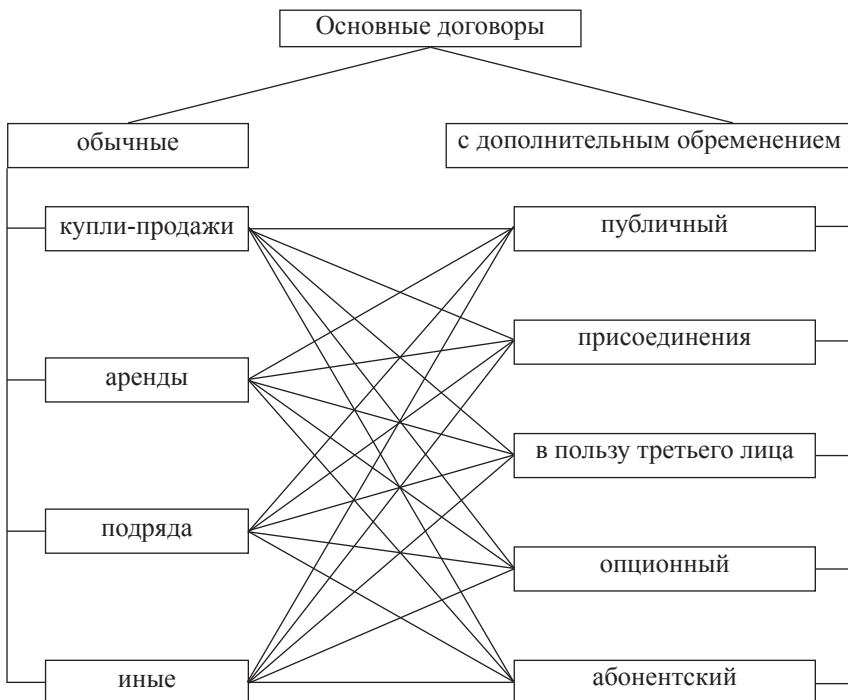 Основные договоры
обычные
с дополнительным обременением
купли-продажи
публичный
присоединения
аренды
в пользу третьего лица
подряда
опционный
иные
абонентский